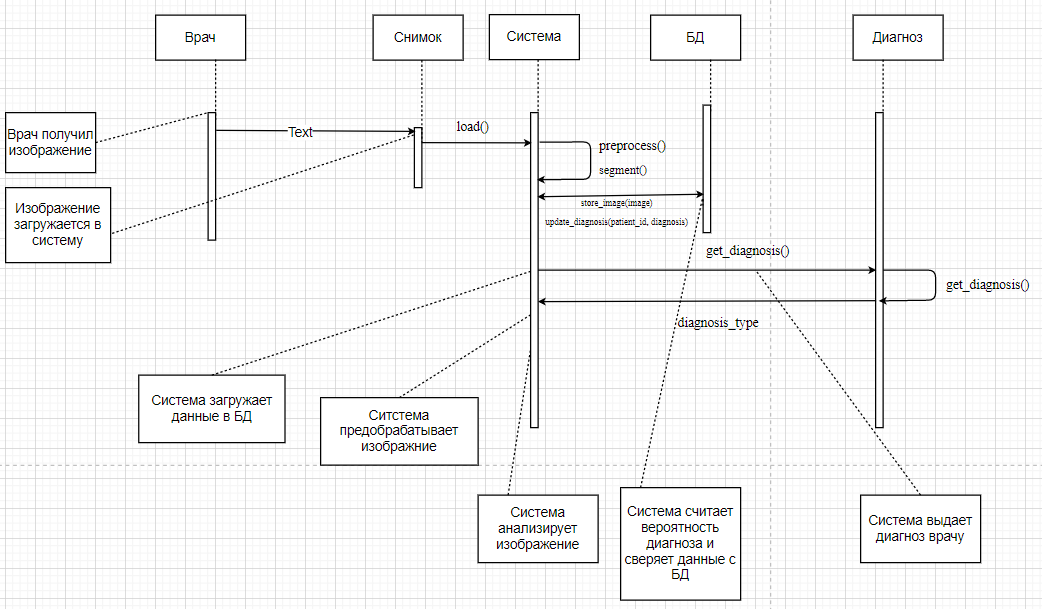 Врач
Снимок
Система
БД
Диагноз
Врач получил
изображение
Text
load()
preprocess()
segment()
Изображение
загружается в
систему
store_image(image)
update_diagnosis(patient_id, diagnosis)
get_diagnosis()
get_diagnosis()
diagnosis_type
Система загружает
данные в БД
Ситстема
предобрабатывает
изображние
Система
анализирует
изображение
Система считает
вероятность
диагноза и
сверяет данные с
БД
Система выдает
диагноз врачу